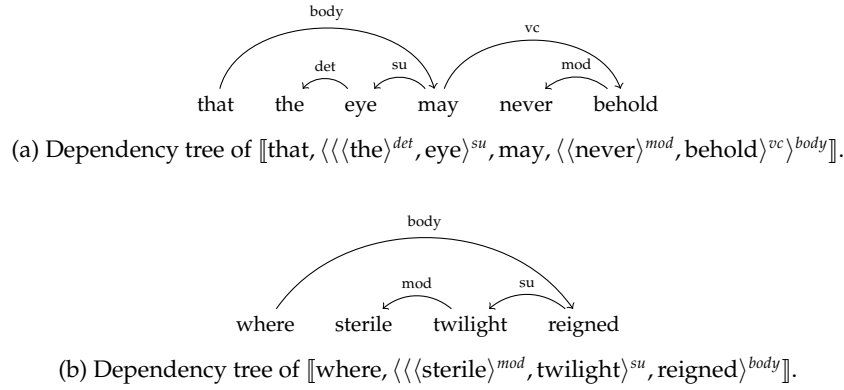 body
vc
det
su
mod
that the eye may never behold
(a) Dependency tree of ⟦that, ⟨⟨⟨the⟩^det, eye⟩^su, may, ⟨⟨never⟩^mod, behold⟩^vc⟩^body⟧.
body
mod
su
where sterile twilight reigned
(b) Dependency tree of ⟦where, ⟨⟨⟨sterile⟩^mod, twilight⟩^su, reigned⟩^body⟧.